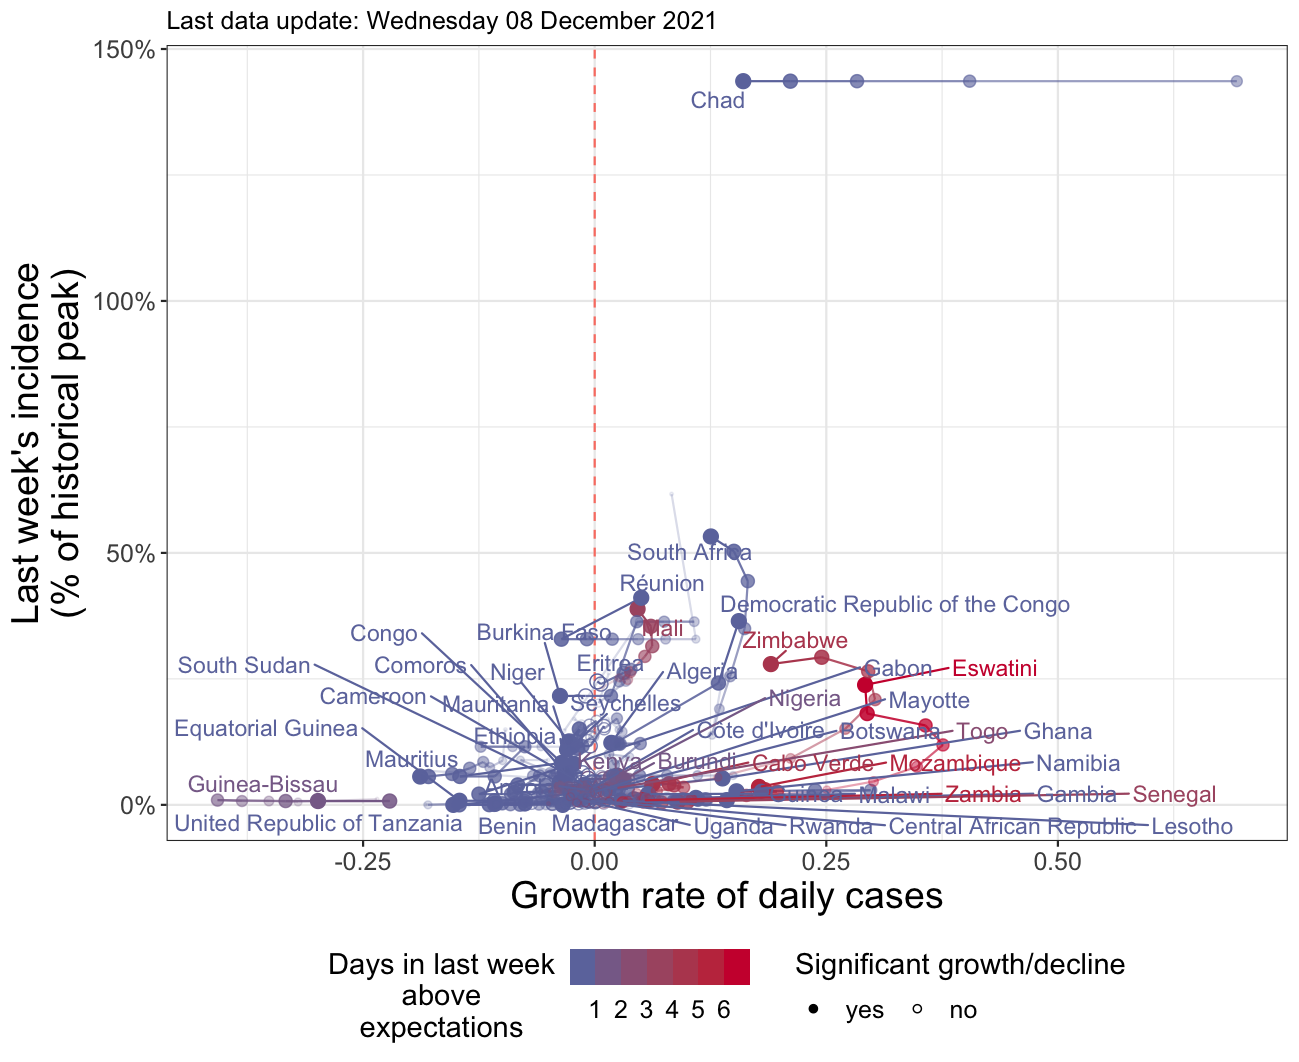 Last data update: Wednesday 08 December 2021
Last week's incidence
(% of historical peak)
150%
100%
50%
0%
Chad
South Africa
Réunion
Democratic Republic of the Congo
Burkina Faso
Mali
Congo
Zimbabwe
South Sudan
Comoros
Niger
Eritrea
Algeria
Gabon
Eswatini
Cameroon
Mauritania
Seychelles
Nigeria
Mayotte
Equatorial Guinea
Ethiopia
Côte d'Ivoire
Botswana
Togo
Ghana
Mauritius
Kenya
Burundi
Cabo Verde
Mozambique
Namibia
Guinea-Bissau
Guinea
Malawi
Zambia
Gambia
Senegal
United Republic of Tanzania
Benin
Madagascar
Uganda
Rwanda
Central African Republic
Lesotho
-0.25
0.00
0.25
0.50
Growth rate of daily cases
Days in last week
above
expectations
1 2 3 4 5 6
Significant growth/decline
yes
no